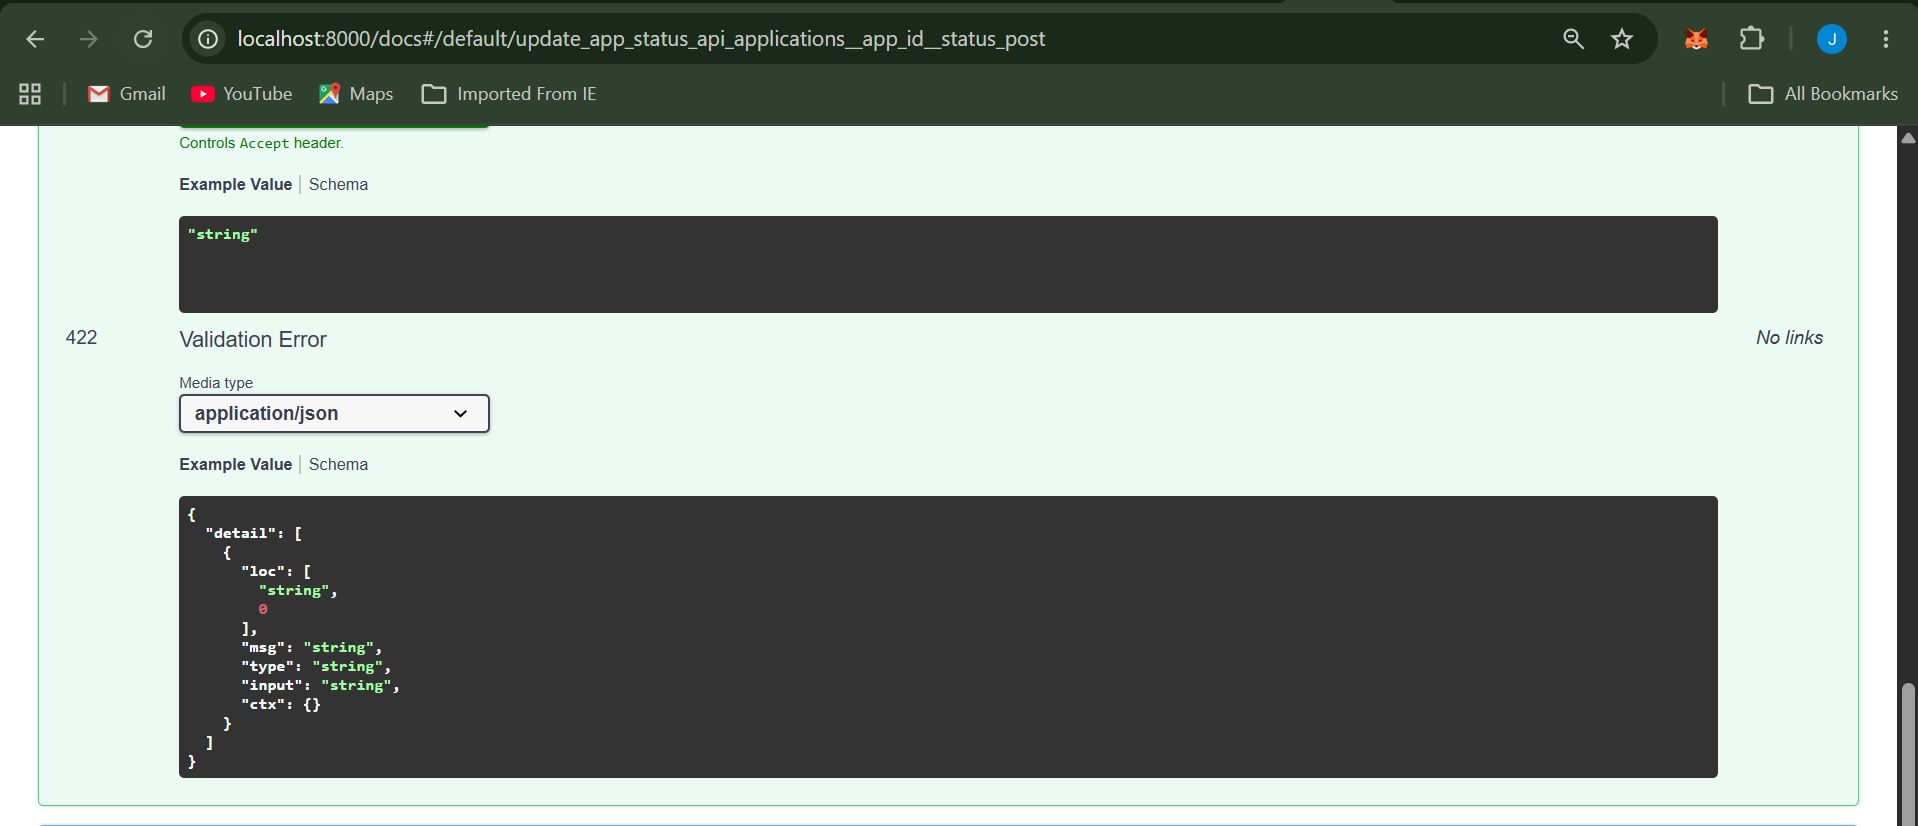 localhost:8000/docs#/default/update_app_status_api_applications__app_id__status_post
J
Gmail YouTube Maps Imported From IE All Bookmarks
Controls Accept header.
Example Value Schema
"string"
422 Validation Error No links
Media type
application/json
Example Value Schema
{
  "detail": [
    {
      "loc": [
        "string",
        0
      ],
      "msg": "string",
      "type": "string",
      "input": "string",
      "ctx": {}
    }
  ]
}